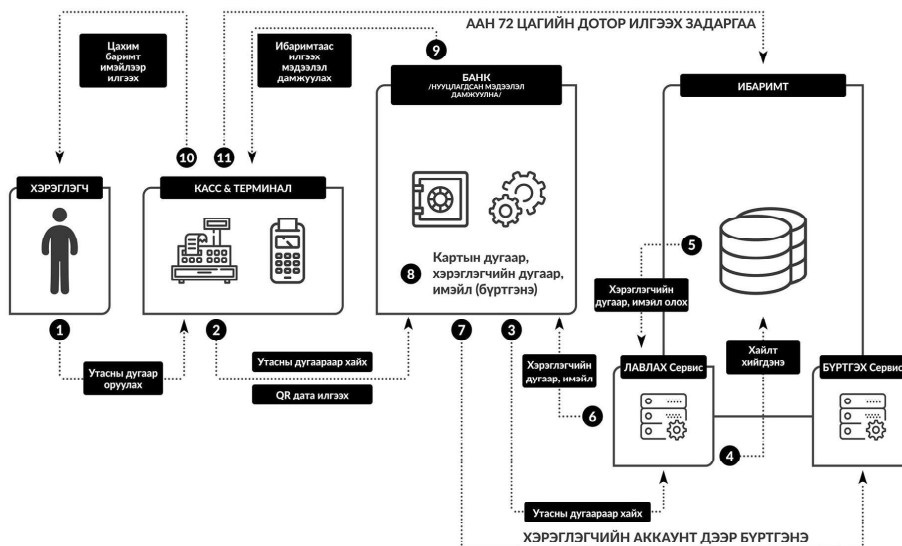 ААН 72 ЦАГИЙН ДОТОР ИЛГЭЭХ ЗАДАРГАА
Цахим
баримт
имэйлээр
илгээх
Ибаримтаас
илгээх
мэдээлэл
дамжуулах
9
БАНК
/НУУЦЛАГДСАН МЭДЭЭЛЭЛ
ДАМЖУУЛНА/
ИБАРИМТ
10
11
ХЭРЭГЛЭГЧ
КАСС & ТЕРМИНАЛ
8
Картын дугаар,
хэрэглэгчийн дугаар,
имэйл (бүртгэнэ)
5
Хэрэглэгчийн
дугаар, имэйл олох
1
2
7
3
Утасны дугаар
оруулах
Утасны дугаараар хайх
QR дата илгээх
Хэрэглэгчийн
дугаар, имэйл
6
Хайлт
хийгдэнэ
ЛАВЛАХ Сервис
БҮРТГЭХ Сервис
4
Утасны дугаараар хайх
ХЭРЭГЛЭГЧИЙН АККАУНТ ДЭЭР БҮРТГЭНЭ